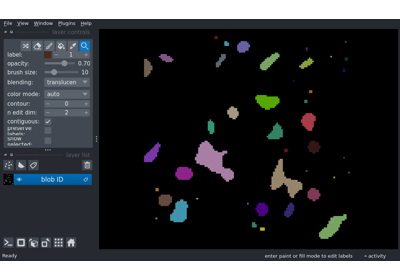 File View Window Plugins Help
layer controls
label: 1
opacity: 0.70
brush size: 10
blending: translucen
color mode: auto
contour: 0
n edit dim: 2
contiguous:
preserve
labels:
show
selected:
layer list
blob ID
Ready
enter paint or fill mode to edit labels
activity